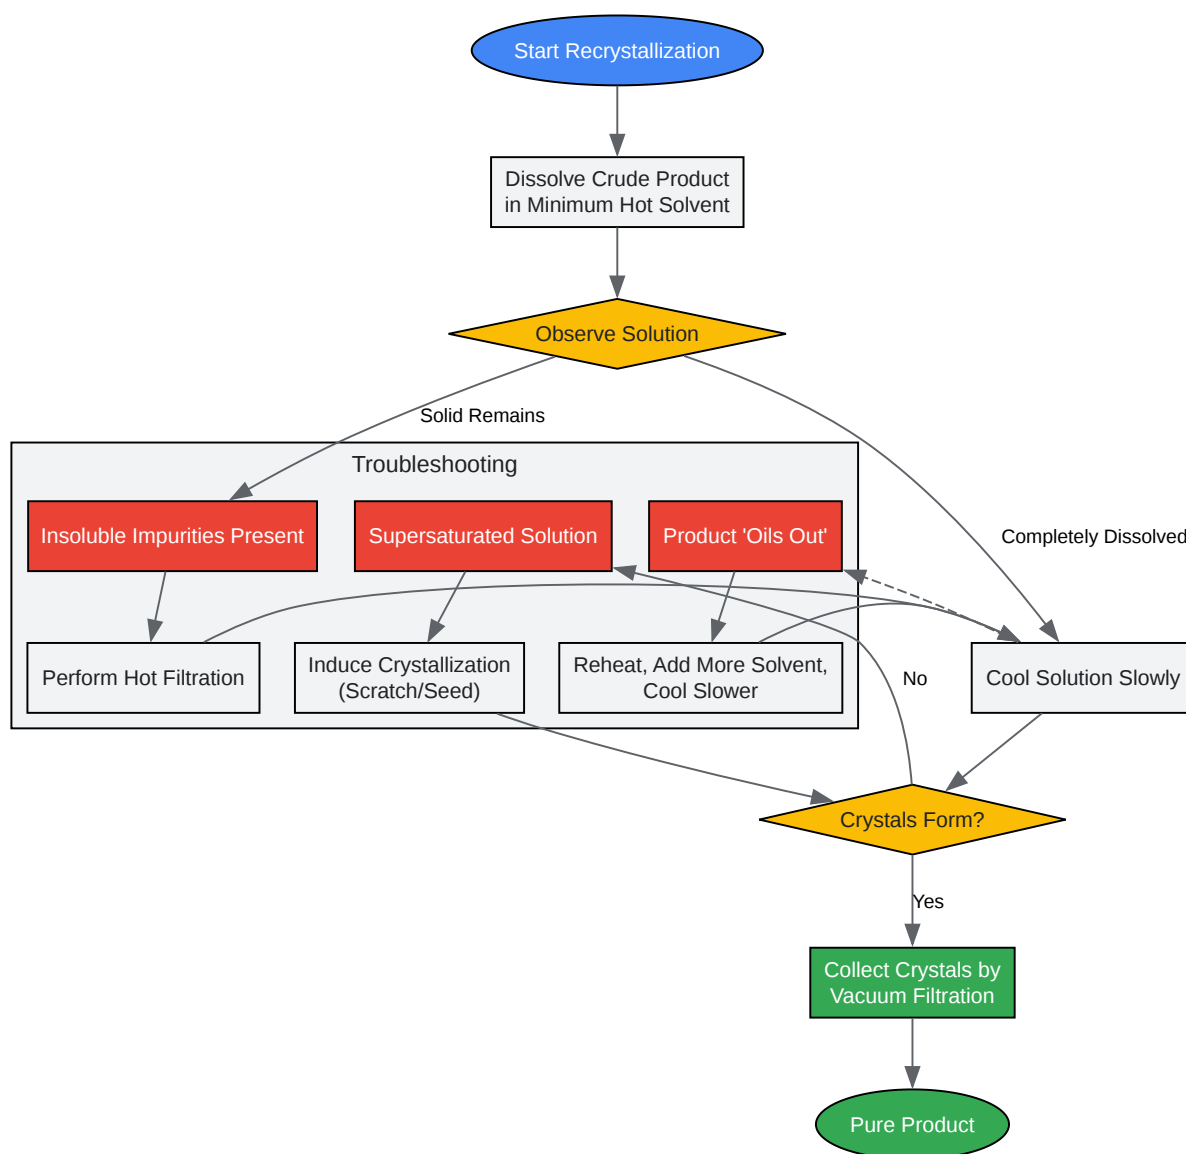 Start Recrystallization
Dissolve Crude Product
in Minimum Hot Solvent
Observe Solution
Solid Remains
Troubleshooting
Insoluble Impurities Present
Supersaturated Solution
Product 'Oils Out'
Completely Dissolved
Perform Hot Filtration
Induce Crystallization
(Scratch/Seed)
Reheat, Add More Solvent,
Cool Slower
No
Cool Solution Slowly
Crystals Form?
Yes
Collect Crystals by
Vacuum Filtration
Pure Product